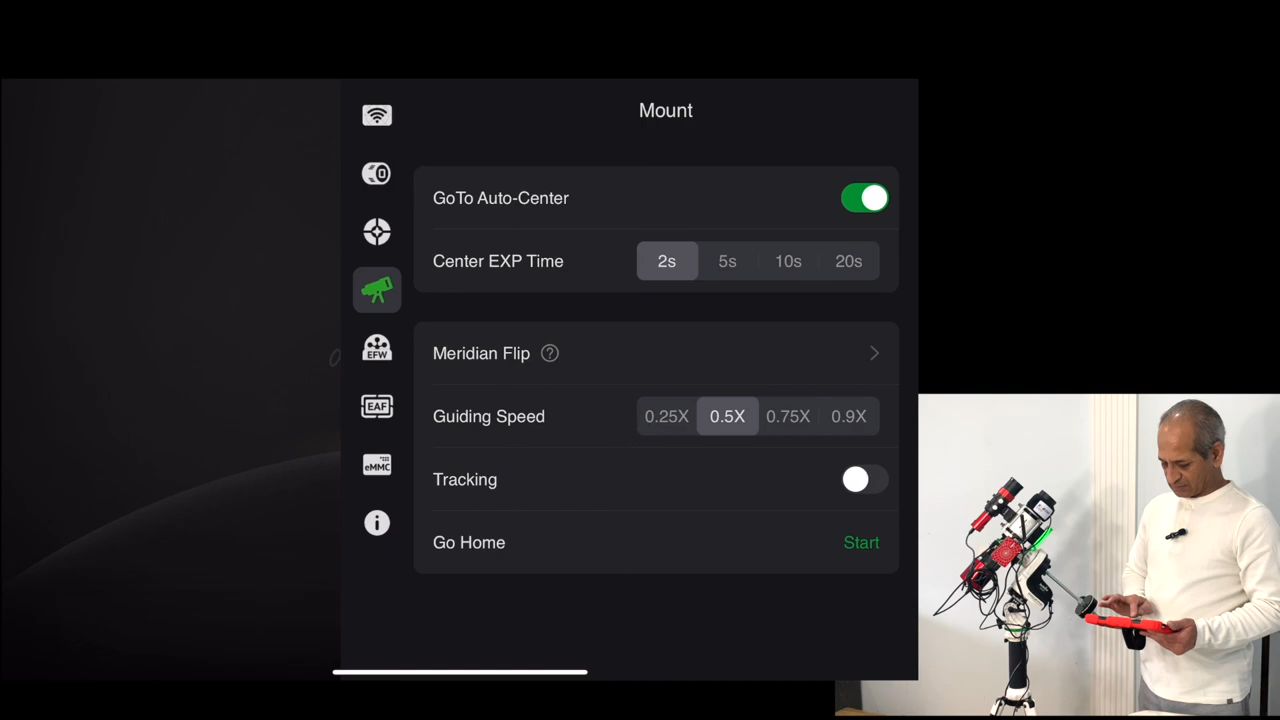 Mount
GoTo Auto-Center
Center EXP Time 2s 5s 10s 20s
Meridian Flip ?
Guiding Speed 0.25X 0.5X 0.75X 0.9X
Tracking
Go Home Start
EFW
EAF
eMMC
i